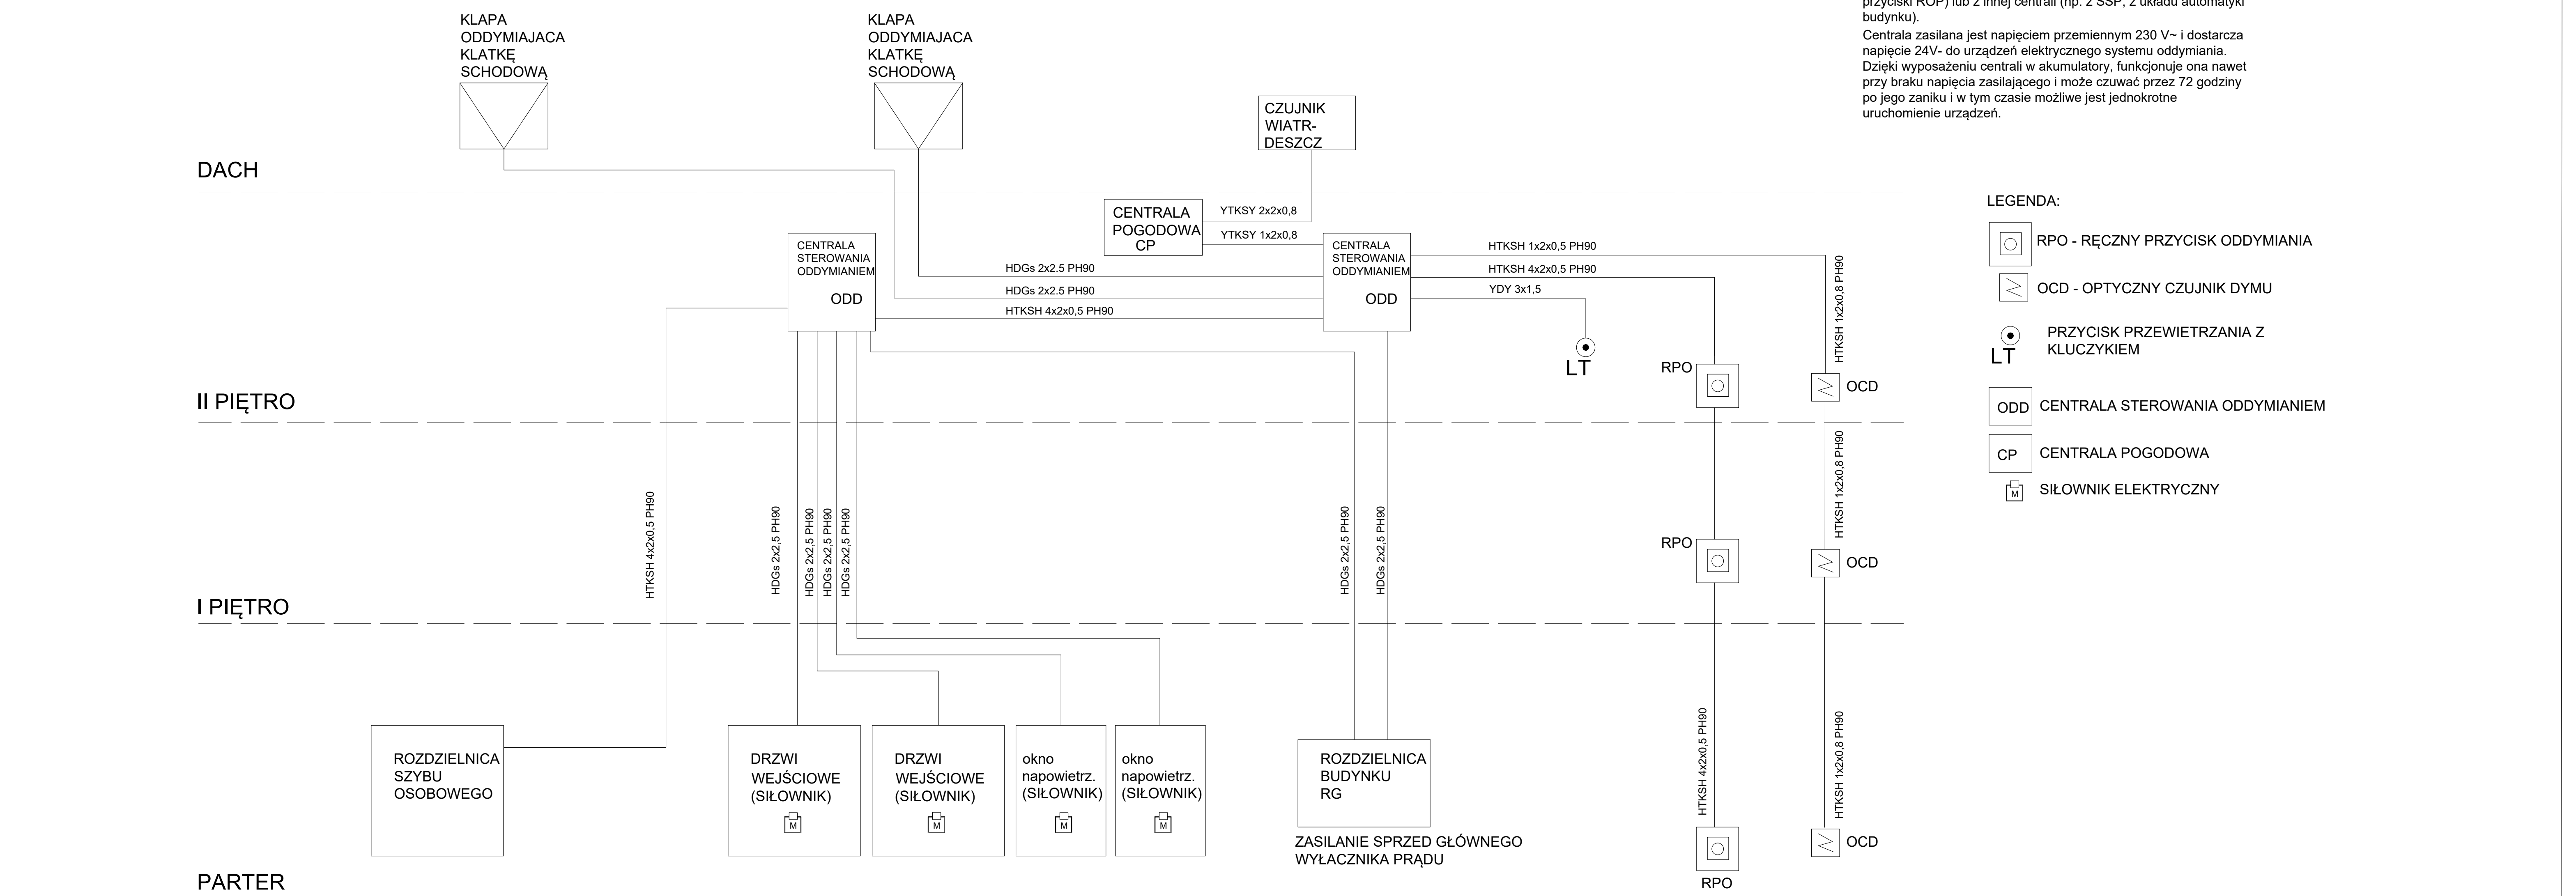 przyciski ROP) lub z innej centrali (np. z SSP, z układu automatyki
budynku).
Centrala zasilana jest napięciem przemiennym 230 V~ i dostarcza
napięcie 24V- do urządzeń elektrycznego systemu oddymiania.
Dzięki wyposażeniu centrali w akumulatory, funkcjonuje ona nawet
przy braku napięcia zasilającego i może czuwać przez 72 godziny
po jego zaniku i w tym czasie możliwe jest jednokrotne
uruchomienie urządzeń.
KLAPA
ODDYMIAJACA
KLATKĘ
SCHODOWĄ
KLAPA
ODDYMIAJACA
KLATKĘ
SCHODOWĄ
CZUJNIK
WIATR-
DESZCZ
DACH
CENTRALA
POGODOWA
CP
YTKSY 2x2x0,8
YTKSY 1x2x0,8
CENTRALA
STEROWANIA
ODDYMIANIEM
ODD
HDGs 2x2.5 PH90
HDGs 2x2.5 PH90
HTKSH 4x2x0,5 PH90
CENTRALA
STEROWANIA
ODDYMIANIEM
ODD
HTKSH 1x2x0,5 PH90
HTKSH 4x2x0,5 PH90
YDY 3x1,5
LT
HTKSH 1x2x0,8 PH90
RPO
OCD
II PIĘTRO
HTKSH 4x2x0,5 PH90
HDGs 2x2,5 PH90
HDGs 2x2,5 PH90
HDGs 2x2,5 PH90
HDGs 2x2,5 PH90
HDGs 2x2,5 PH90
HDGs 2x2,5 PH90
HTKSH 1x2x0,8 PH90
RPO
OCD
I PIĘTRO
ROZDZIELNICA
SZYBU
OSOBOWEGO
DRZWI
WEJŚCIOWE
(SIŁOWNIK)
M
DRZWI
WEJŚCIOWE
(SIŁOWNIK)
M
okno
napowietrz.
(SIŁOWNIK)
M
okno
napowietrz.
(SIŁOWNIK)
M
ROZDZIELNICA
BUDYNKU
RG
ZASILANIE SPRZED GŁÓWNEGO
WYŁACZNIKA PRĄDU
HTKSH 4x2x0,5 PH90
HTKSH 1x2x0,8 PH90
RPO
OCD
PARTER
LEGENDA:
RPO - RĘCZNY PRZYCISK ODDYMIANIA
OCD - OPTYCZNY CZUJNIK DYMU
LT
PRZYCISK PRZEWIETRZANIA Z
KLUCZYKIEM
ODD CENTRALA STEROWANIA ODDYMIANIEM
CP CENTRALA POGODOWA
M SIŁOWNIK ELEKTRYCZNY